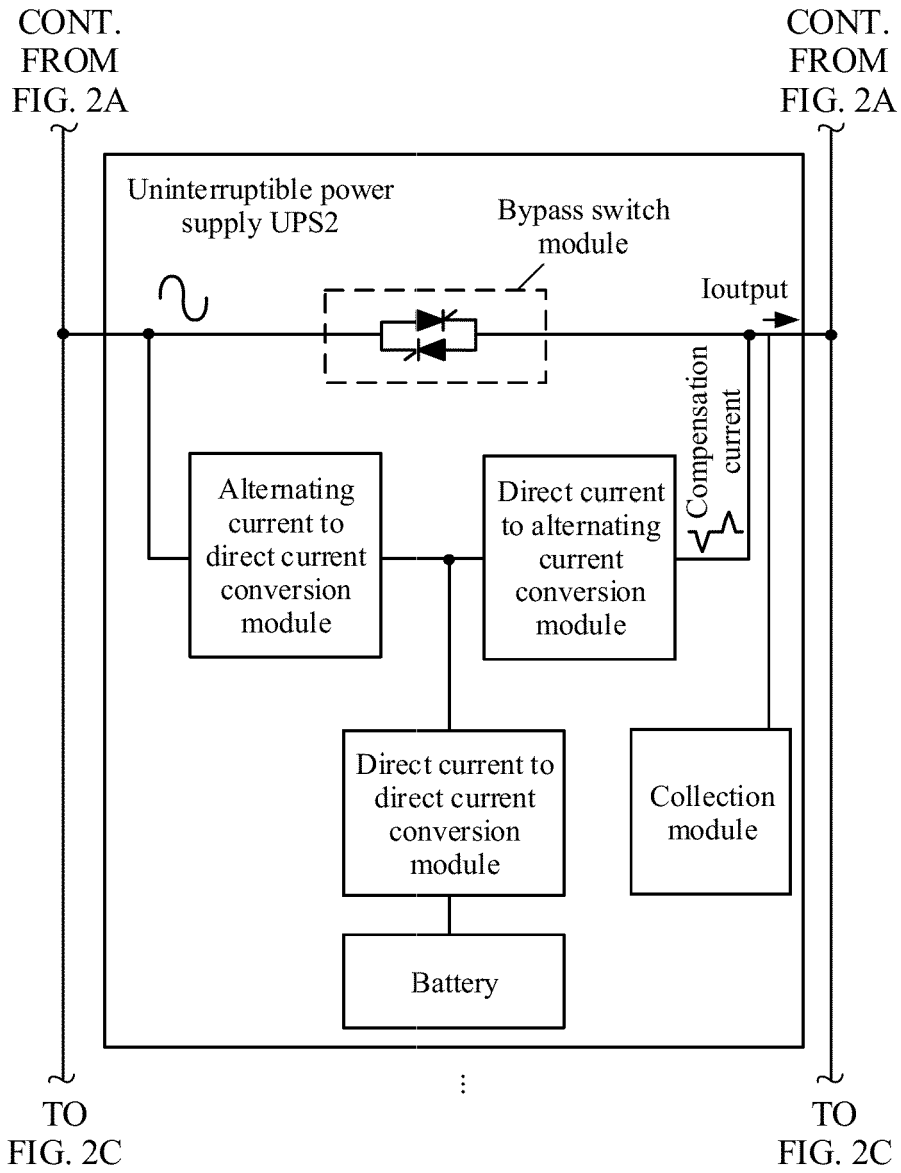 CONT.
FROM
FIG. 2A
CONT.
FROM
FIG. 2A
Uninterruptible power
supply UPS2
Bypass switch
module
Ioutput
Compensation
current
Alternating
current to
direct current
conversion
module
Direct current
to alternating
current
conversion
module
Direct current to
direct current
conversion
module
Collection
module
Battery
...
TO
FIG. 2C
TO
FIG. 2C